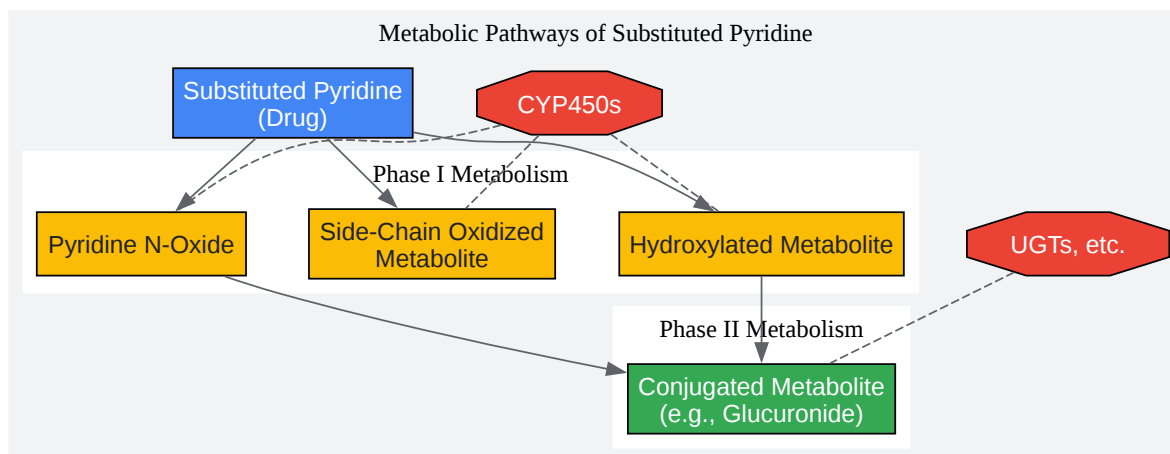 Metabolic Pathways of Substituted Pyridine
Substituted Pyridine
(Drug)
CYP450s
Phase I Metabolism
Pyridine N-Oxide
Side-Chain Oxidized
Metabolite
Hydroxylated Metabolite
UGTs, etc.
Phase II Metabolism
Conjugated Metabolite
(e.g., Glucuronide)